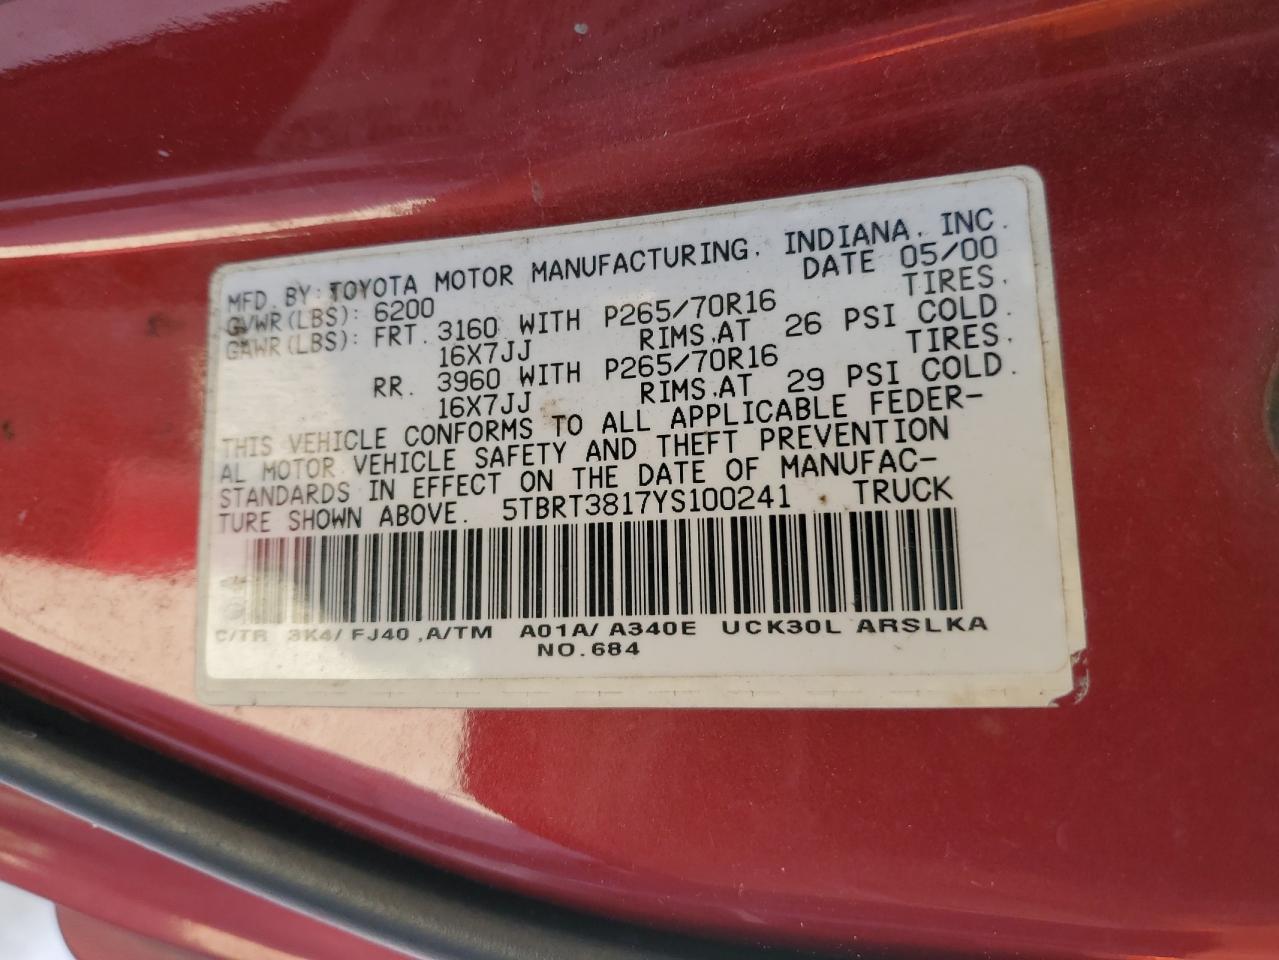 MFD. BY: TOYOTA MOTOR MANUFACTURING, INDIANA, INC.
GVWR(LBS): 6200 DATE 05/00
GAWR(LBS): FRT. 3160 WITH P265/70R16 TIRES.
16X7JJ RIMS.AT 26 PSI COLD.
RR. 3960 WITH P265/70R16 TIRES.
16X7JJ RIMS.AT 29 PSI COLD.
THIS VEHICLE CONFORMS TO ALL APPLICABLE FEDER-
AL MOTOR VEHICLE SAFETY AND THEFT PREVENTION
STANDARDS IN EFFECT ON THE DATE OF MANUFAC-
TURE SHOWN ABOVE. 5TBRT3817YS100241 TRUCK
C/TR 3K4/FJ40 ,A/TM A01A/A340E UCK30L ARSLKA
NO.684